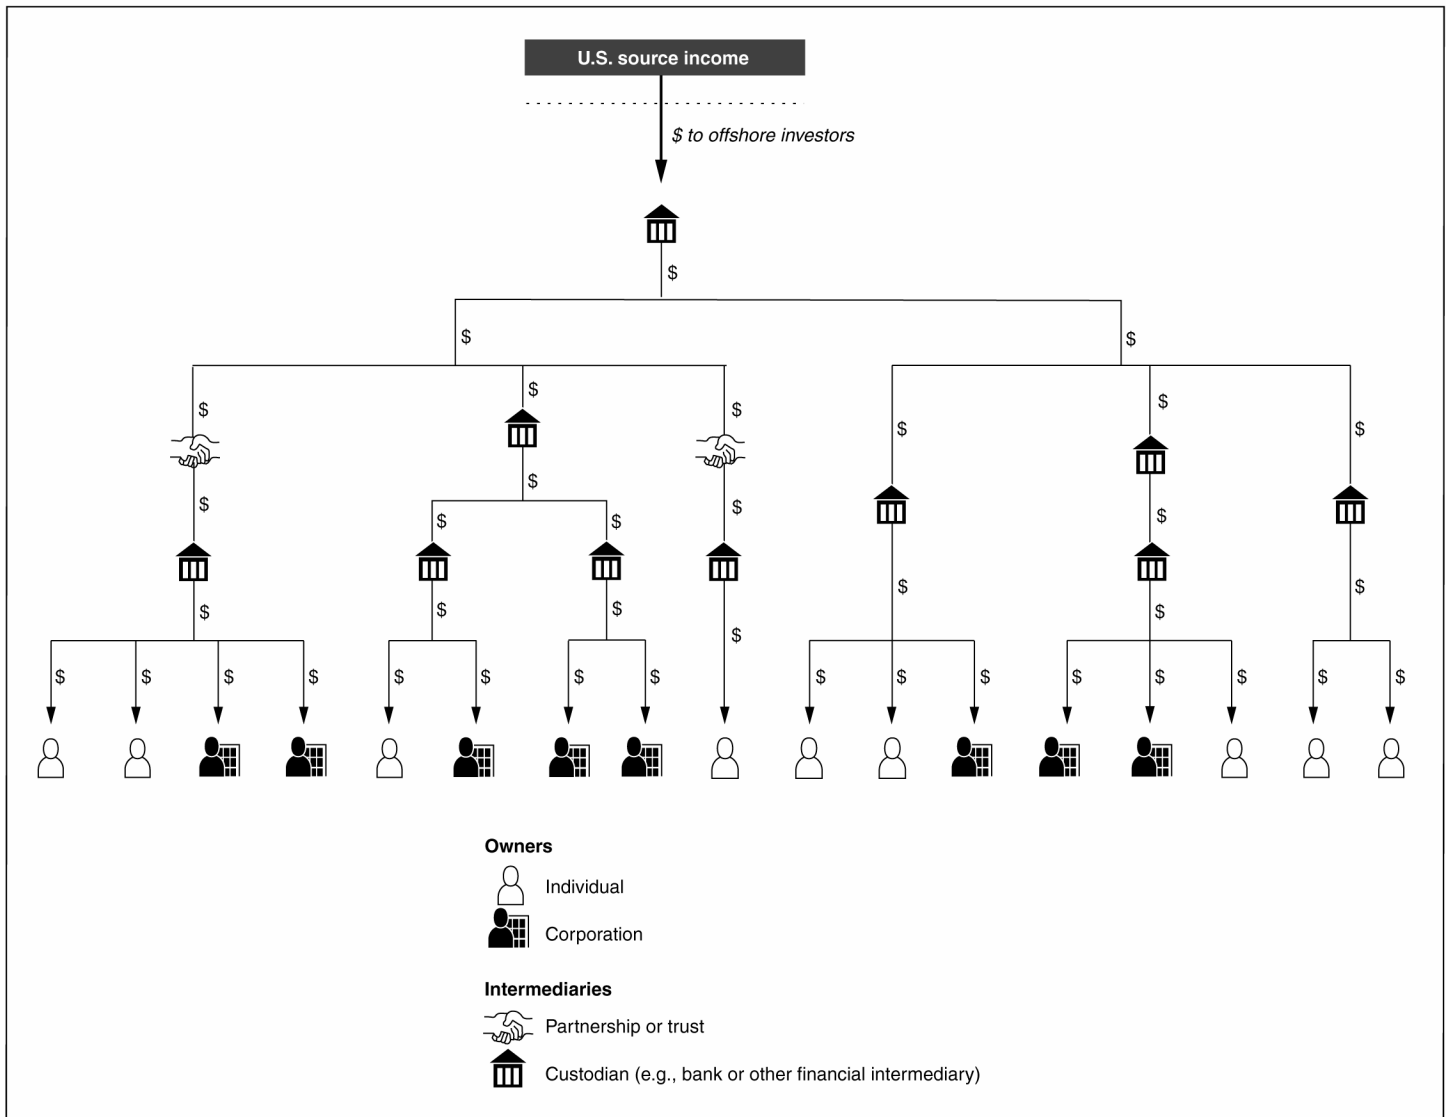 U.S. source income
$ to offshore investors
$
$ $
$
$
$ $
$ $
$
$ $ $
$ $
$ $
$ $ $ $
$
$ $ $ $ $ $ $ $ $ $ $ $ $ $ $ $
Owners
Individual
Corporation
Intermediaries
Partnership or trust
Custodian (e.g., bank or other financial intermediary)